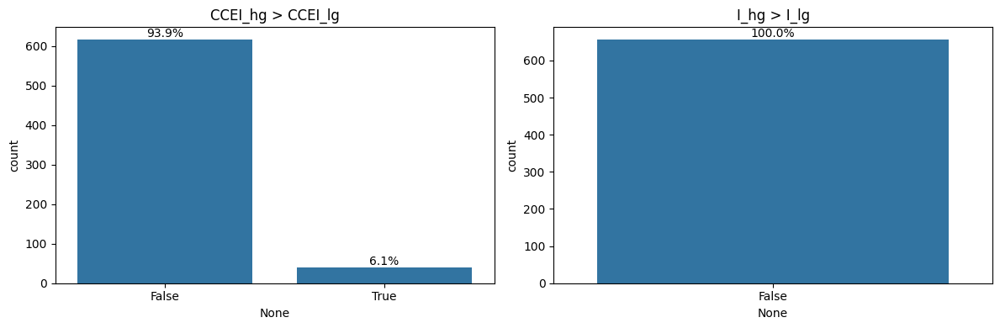 CCEI_hg > CCEI_lg
93.9%
6.1%
600
500
400
300
200
100
0
count
False
True
None
I_hg > I_lg
100.0%
600
500
400
300
200
100
0
count
False
None